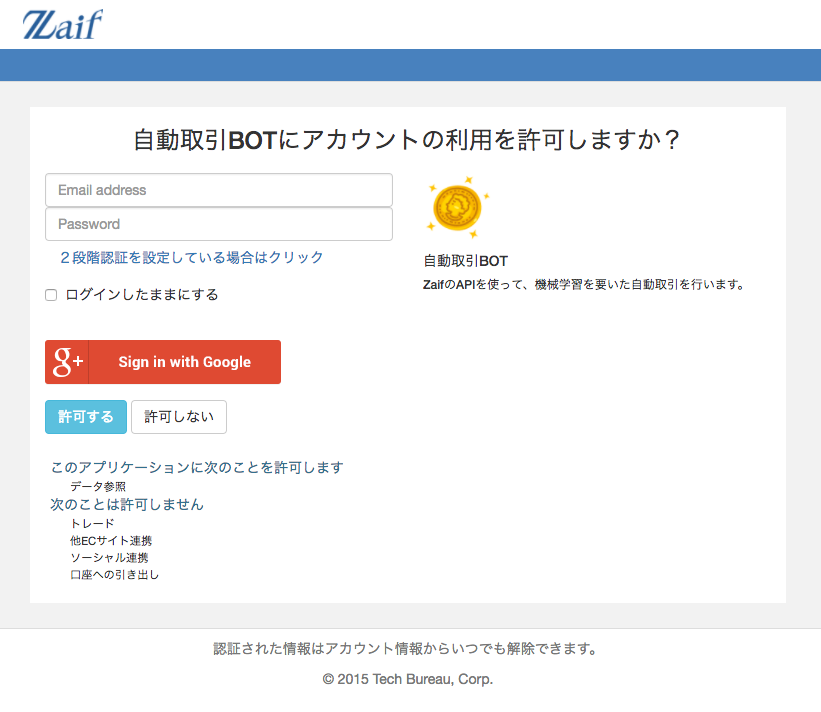 Zaif
自動取引BOTにアカウントの利用を許可しますか？
Email address
Password
２段階認証を設定している場合はクリック
ログインしたままにする
自動取引BOT
ZaifのAPIを使って、機械学習を要いた自動取引を行います。
g+ Sign in with Google
許可する 許可しない
このアプリケーションに次のことを許可します
データ参照
次のことは許可しません
トレード
他ECサイト連携
ソーシャル連携
口座への引き出し
認証された情報はアカウント情報からいつでも解除できます。
© 2015 Tech Bureau, Corp.